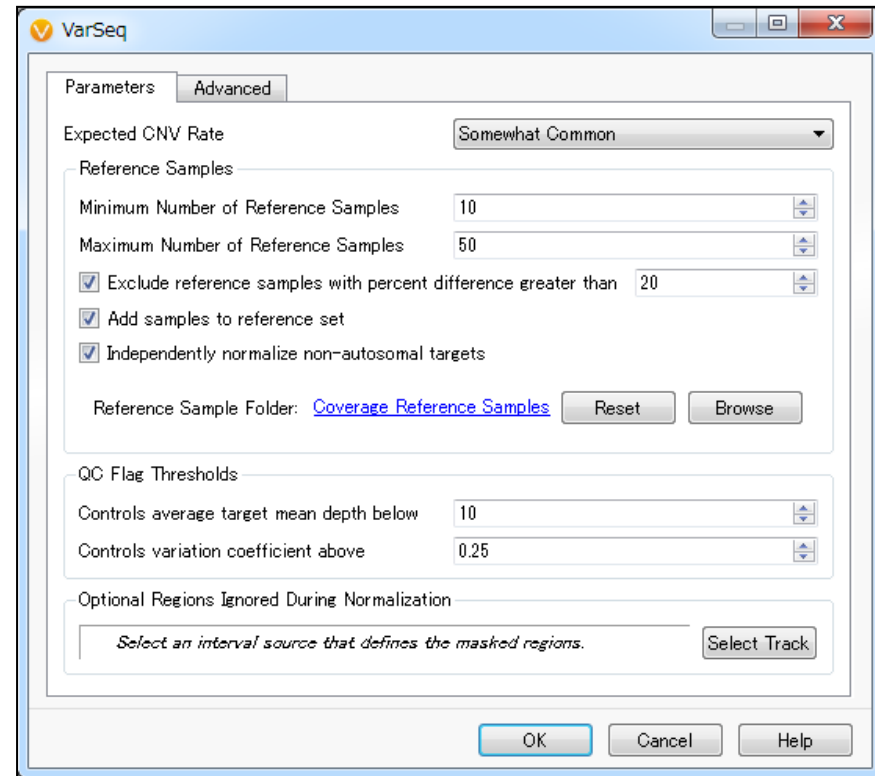 VarSeq
Parameters Advanced
Expected CNV Rate Somewhat Common
Reference Samples
Minimum Number of Reference Samples 10
Maximum Number of Reference Samples 50
Exclude reference samples with percent difference greater than 20
Add samples to reference set
Independently normalize non-autosomal targets
Reference Sample Folder: Coverage Reference Samples Reset Browse
QC Flag Thresholds
Controls average target mean depth below 10
Controls variation coefficient above 0.25
Optional Regions Ignored During Normalization
Select an interval source that defines the masked regions. Select Track
OK Cancel Help